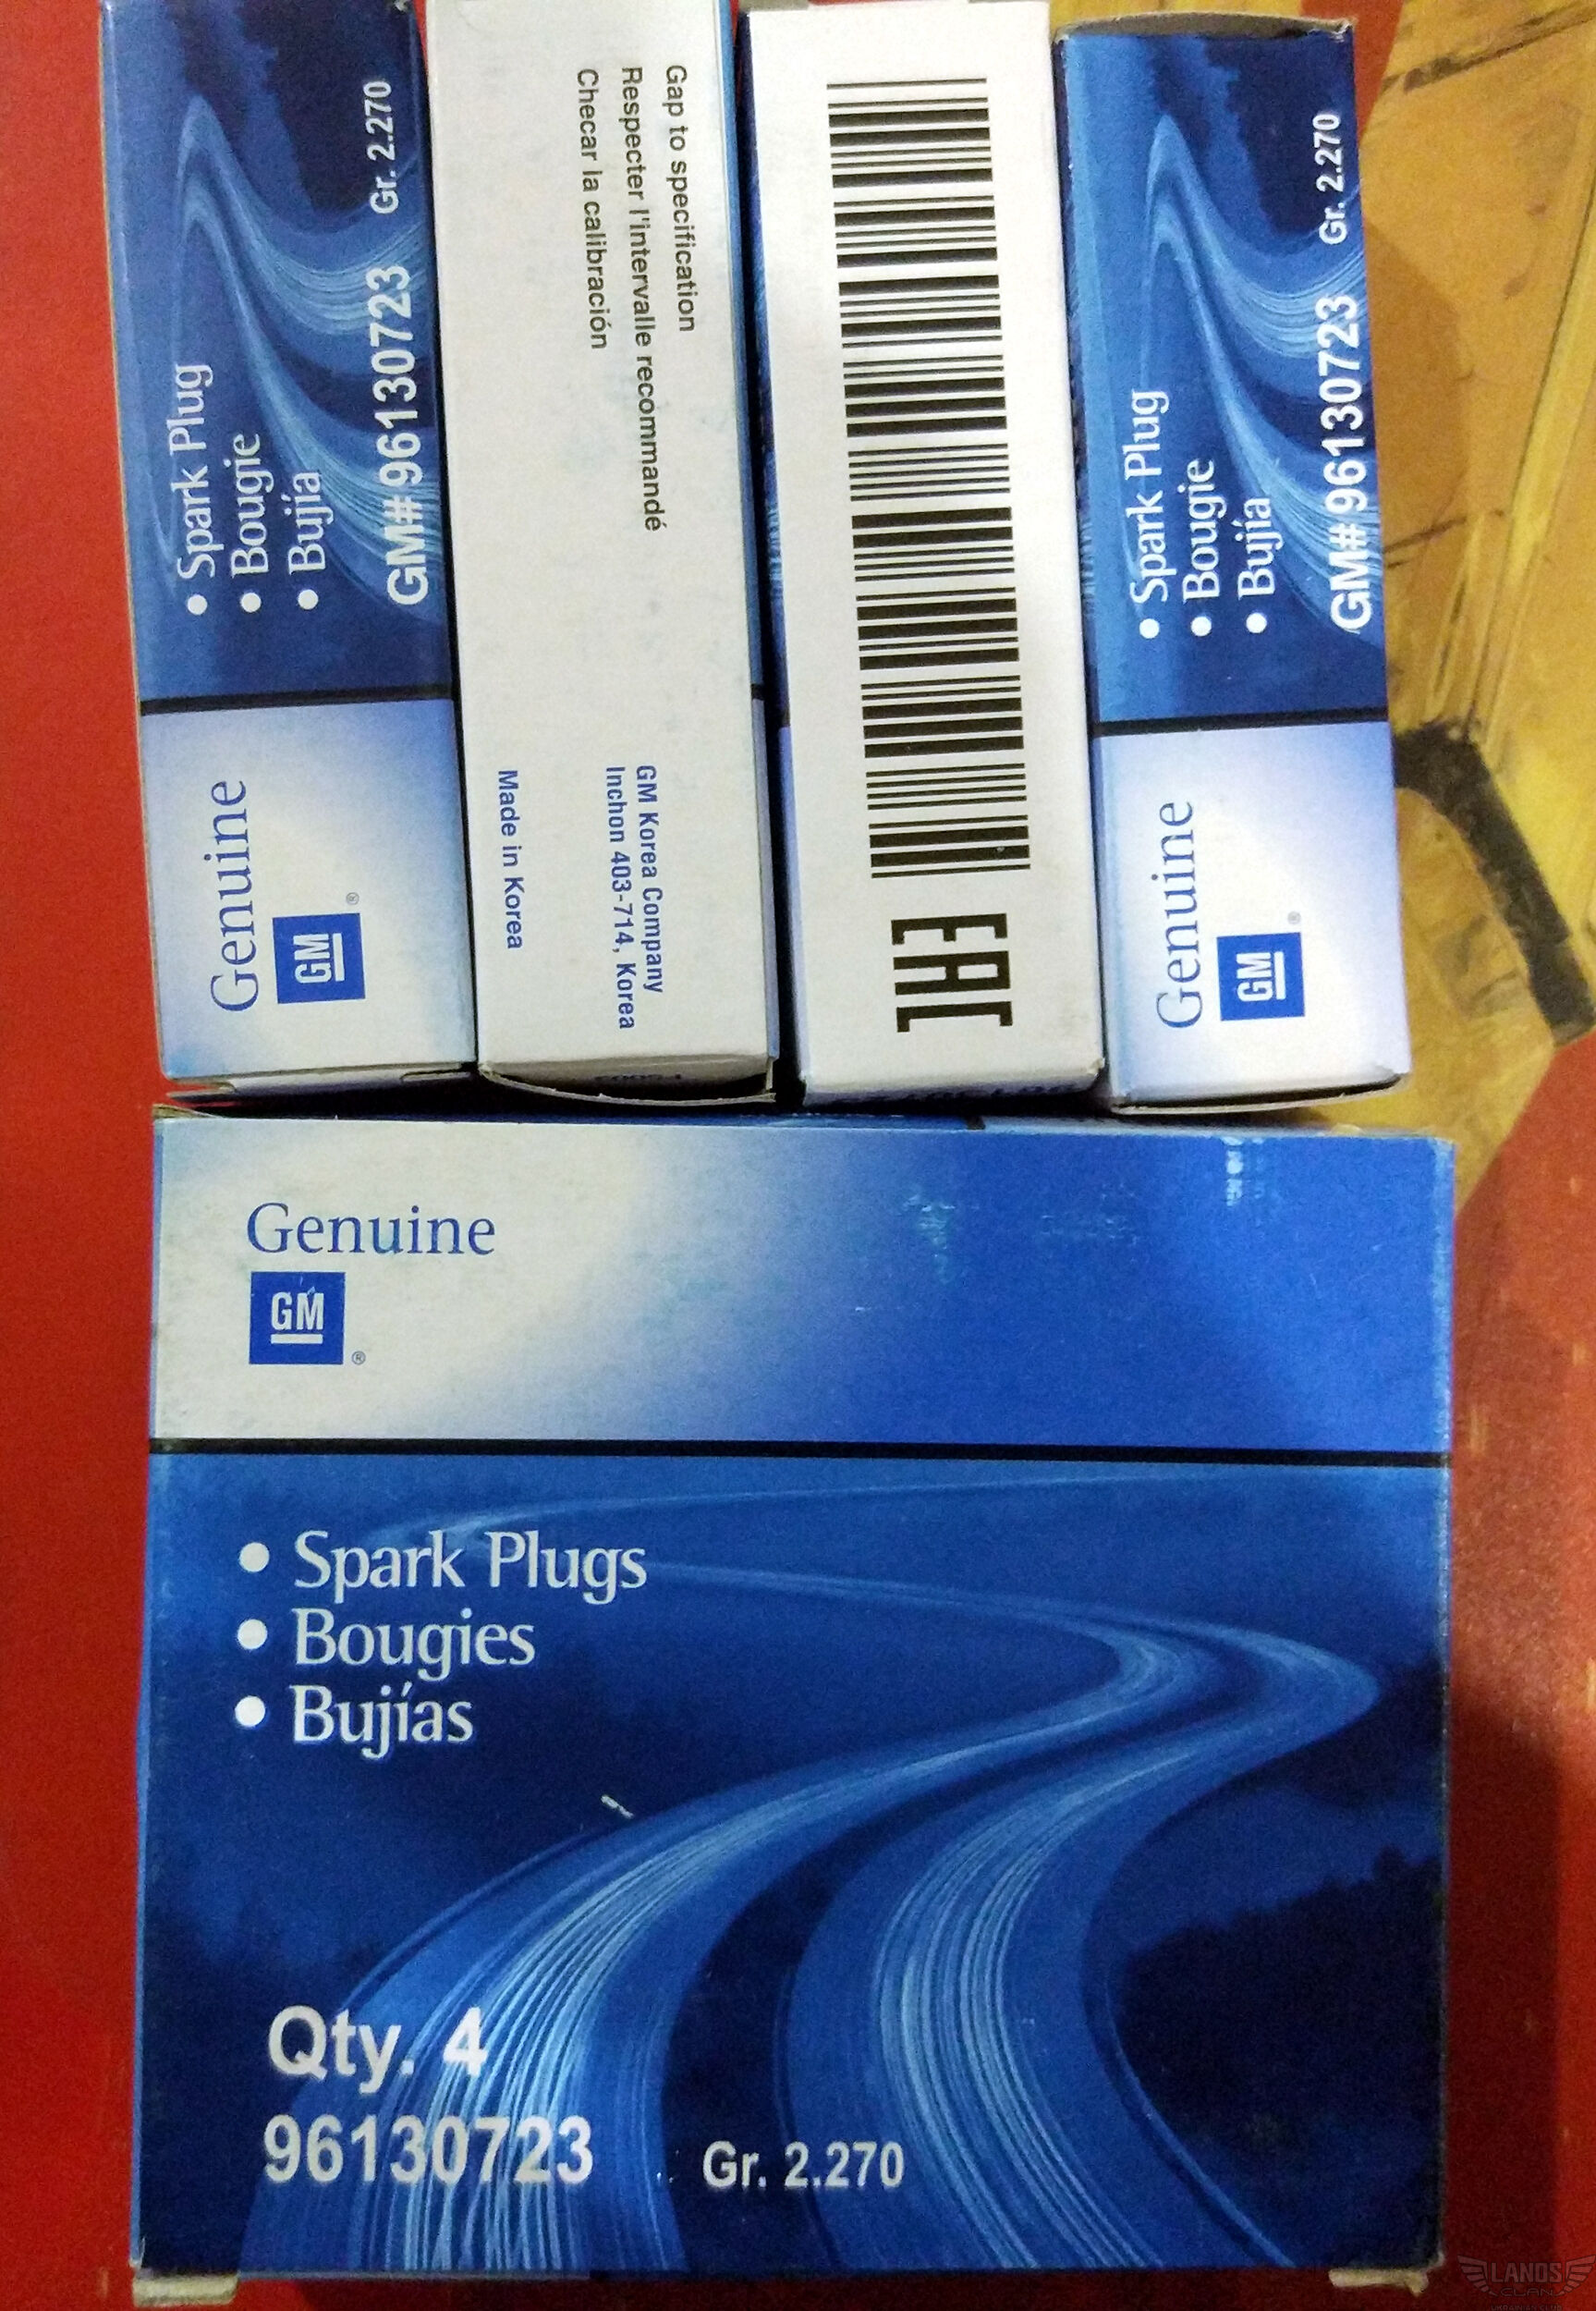 Gr. 2.270
GM# 96130723
• Spark Plug
• Bougie
• Bujía
Genuine
GM
®
Gap to specification
Respecter l'intervalle recommandé
Checar la calibración
GM Korea Company
Inchon 403-714, Korea
Made in Korea
EAC
Gr. 2.270
GM# 96130723
• Spark Plug
• Bougie
• Bujía
Genuine
GM
®
Genuine
GM
®
• Spark Plugs
• Bougies
• Bujías
Qty. 4
96130723
Gr. 2.270
LANOS
CLAN